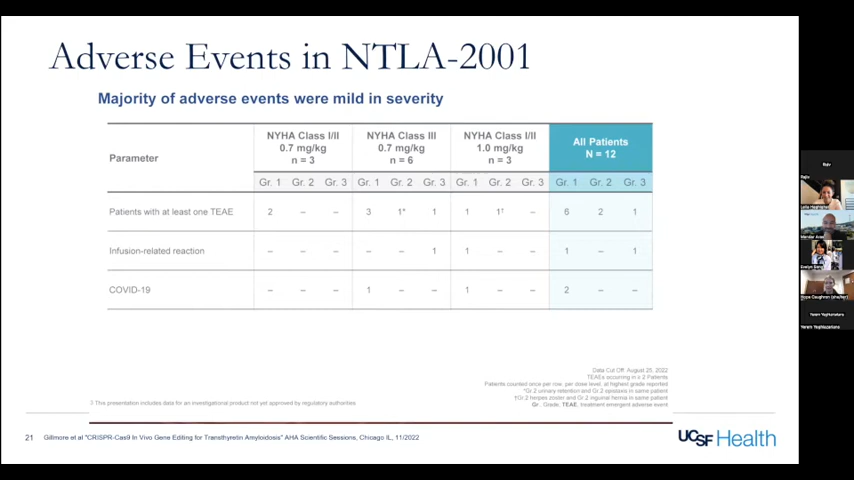 Adverse Events in NTLA-2001
Majority of adverse events were mild in severity
Parameter
NYHA Class I/II
0.7 mg/kg
n = 3
NYHA Class III
0.7 mg/kg
n = 6
NYHA Class I/II
1.0 mg/kg
n = 3
All Patients
N = 12
Gr. 1 Gr. 2 Gr. 3 Gr. 1 Gr. 2 Gr. 3 Gr. 1 Gr. 2 Gr. 3 Gr. 1 Gr. 2 Gr. 3
Patients with at least one TEAE 2 – – 3 1* 1 1 1† – 6 2 1
Infusion-related reaction – – – – – 1 1 – – 1 – 1
COVID-19 – – – 1 – – 1 – – 2 – –
Data Cut Off: August 25, 2022
TEAEs occurring in ≥ 2 Patients
Patients counted once per row, per dose level, at highest grade reported
*Gr.2 urinary retention and Gr.2 epistaxis in same patient
†Gr.2 herpes zoster and Gr.2 inguinal hernia in same patient
Gr., Grade, TEAE, treatment emergent adverse event
This presentation includes data for an investigational product not yet approved by regulatory authorities
21 Gillmore et al "CRISPR-Cas9 In Vivo Gene Editing for Transthyretin Amyloidosis" AHA Scientific Sessions, Chicago IL, 11/2022
UCSF Health